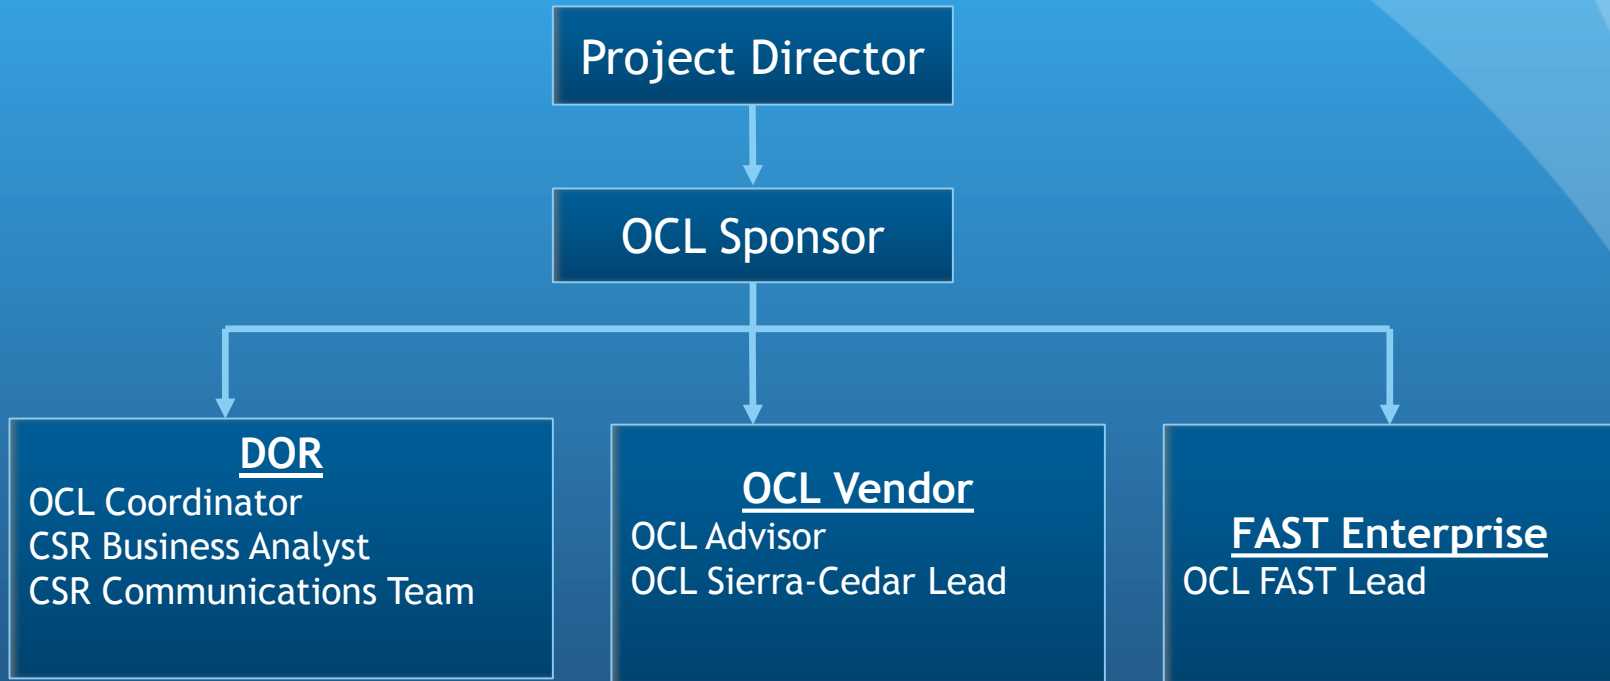 Project Director
OCL Sponsor
DOR
OCL Coordinator
CSR Business Analyst
CSR Communications Team
OCL Vendor
OCL Advisor
OCL Sierra-Cedar Lead
FAST Enterprise
OCL FAST Lead